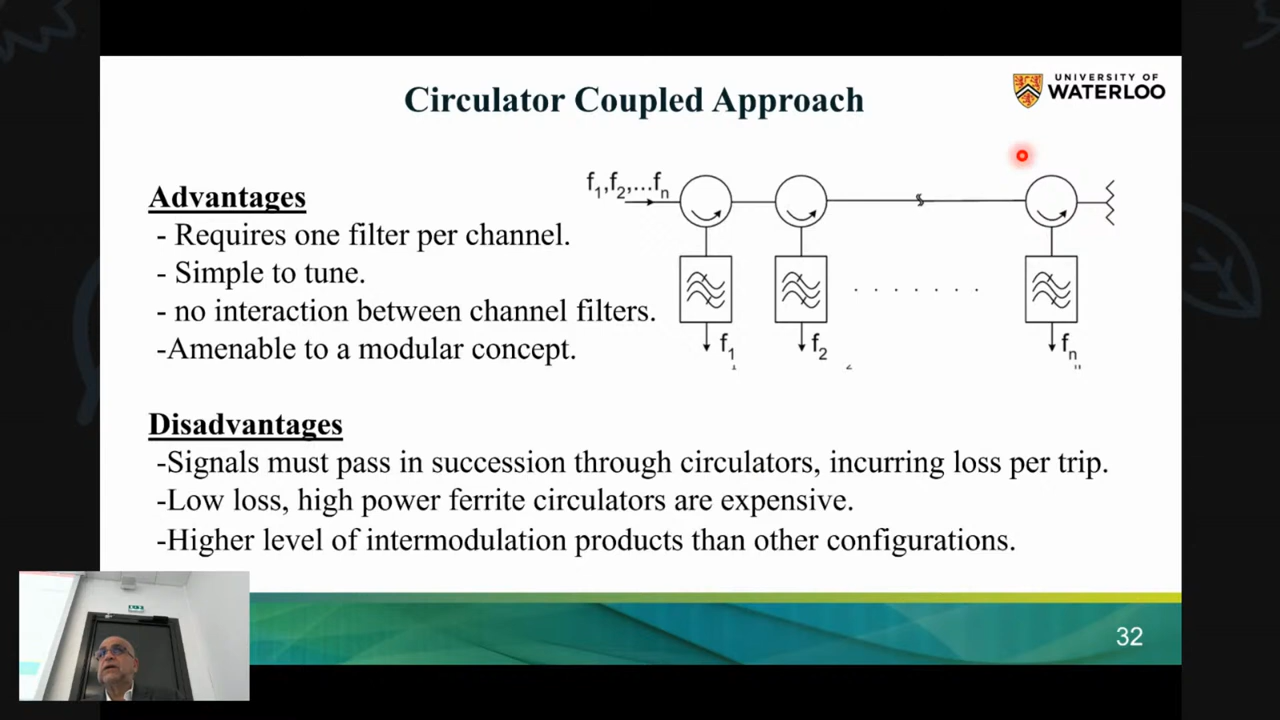 Circulator Coupled Approach
UNIVERSITY OF
WATERLOO
Advantages
- Requires one filter per channel.
- Simple to tune.
- no interaction between channel filters.
-Amenable to a modular concept.
f1,f2,...fn
f1
f2
fn
Disadvantages
-Signals must pass in succession through circulators, incurring loss per trip.
-Low loss, high power ferrite circulators are expensive.
-Higher level of intermodulation products than other configurations.
32